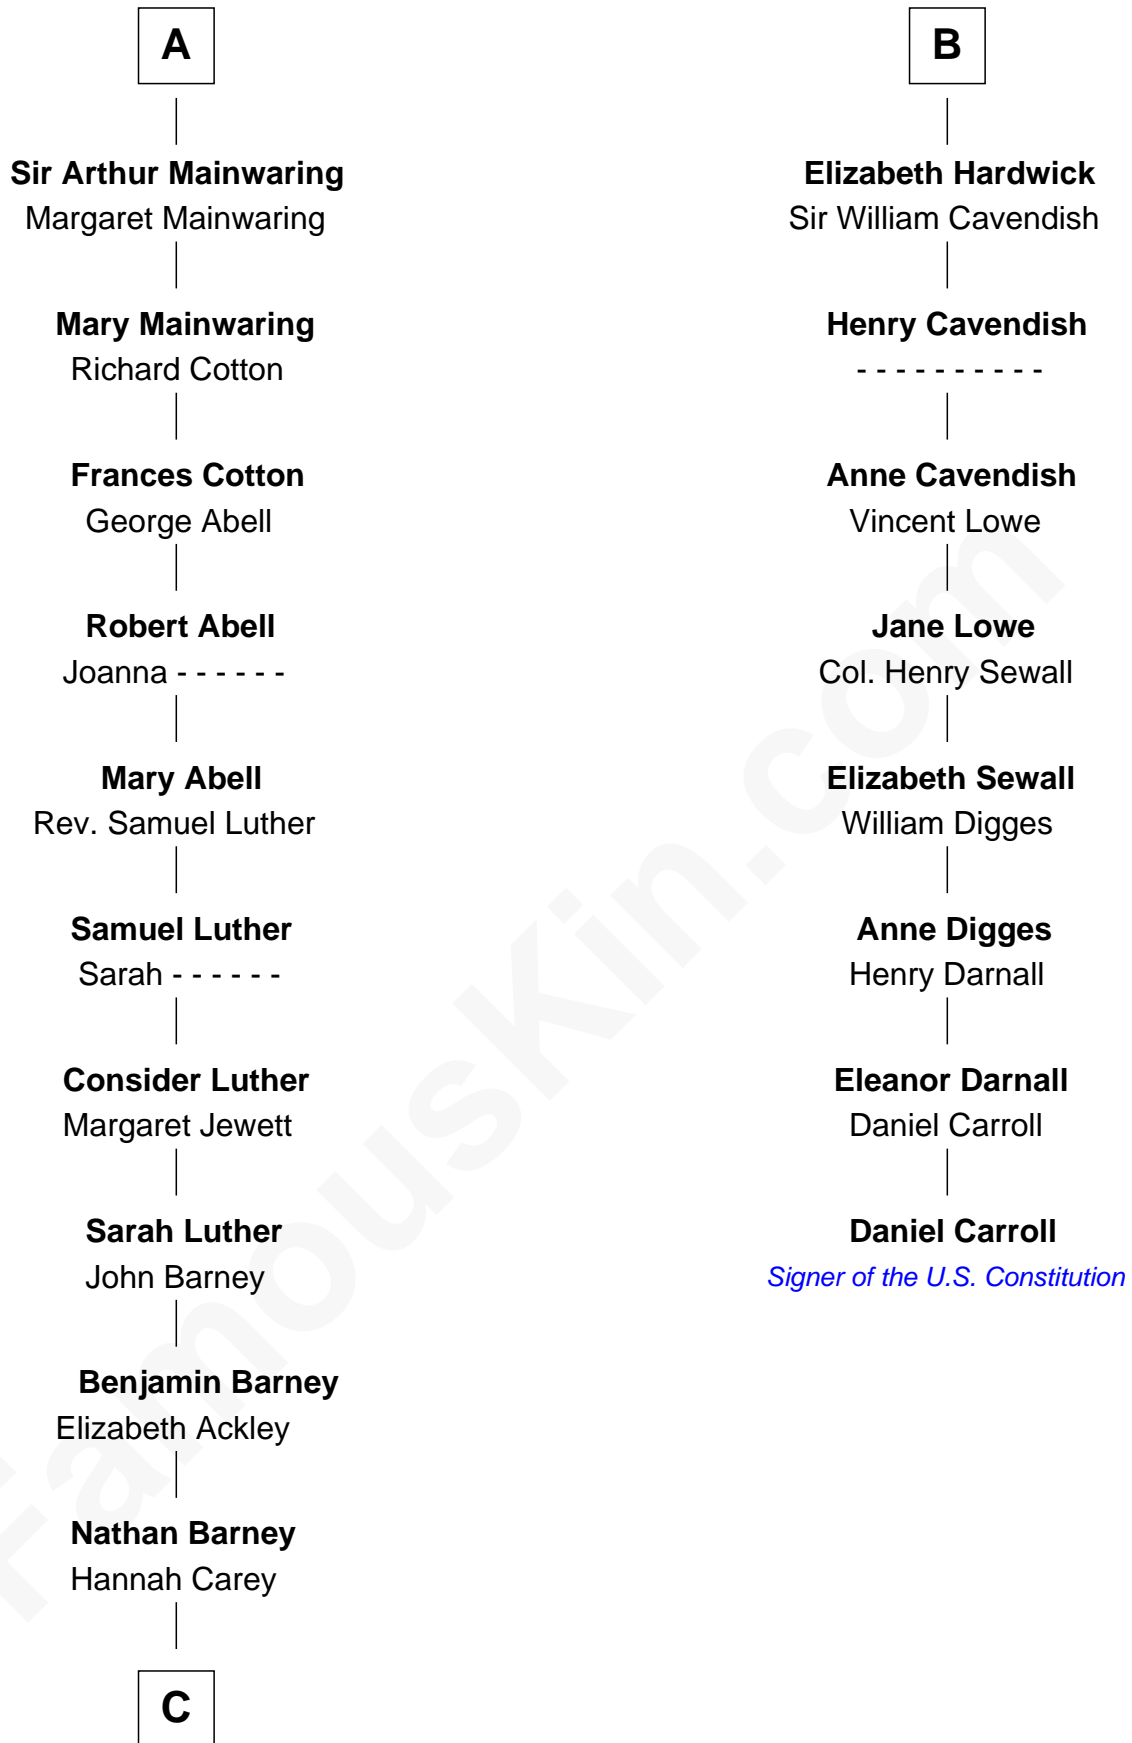 A
Sir Arthur Mainwaring
Margaret Mainwaring
Mary Mainwaring
Richard Cotton
Frances Cotton
George Abell
Robert Abell
Joanna - - - - - -
Mary Abell
Rev. Samuel Luther
Samuel Luther
Sarah - - - - - -
Consider Luther
Margaret Jewett
Sarah Luther
John Barney
Benjamin Barney
Elizabeth Ackley
Nathan Barney
Hannah Carey
C
B
Elizabeth Hardwick
Sir William Cavendish
Henry Cavendish
- - - - - - - - - -
Anne Cavendish
Vincent Lowe
Jane Lowe
Col. Henry Sewall
Elizabeth Sewall
William Digges
Anne Digges
Henry Darnall
Eleanor Darnall
Daniel Carroll
Daniel Carroll
Signer of the U.S. Constitution
FamousKin.com